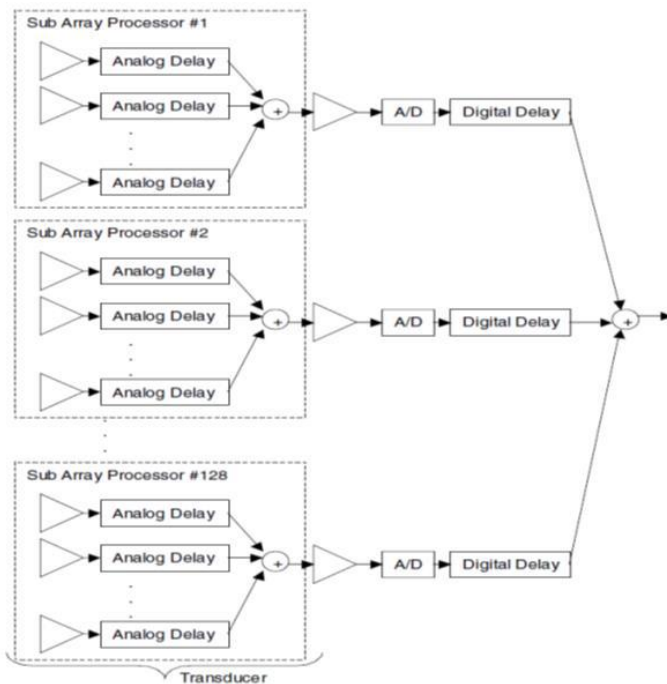 Sub Array Processor #1
Analog Delay
Analog Delay
Analog Delay
+
A/D
Digital Delay
Sub Array Processor #2
Analog Delay
Analog Delay
Analog Delay
+
A/D
Digital Delay
+
Sub Array Processor #128
Analog Delay
Analog Delay
Analog Delay
+
A/D
Digital Delay
Transducer